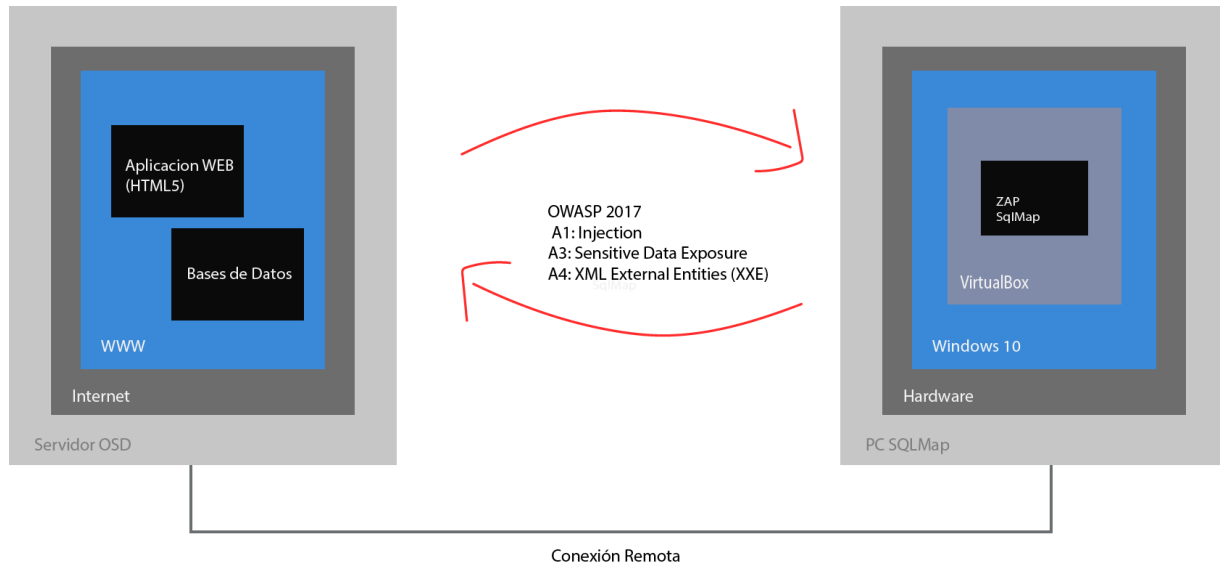 Aplicacion WEB
(HTML5)
Bases de Datos
WWW
Internet
Servidor OSD
OWASP 2017
A1: Injection
A3: Sensitive Data Exposure
A4: XML External Entities (XXE)
SqlMap
ZAP
SqlMap
VirtualBox
Windows 10
Hardware
PC SQLMap
Conexión Remota